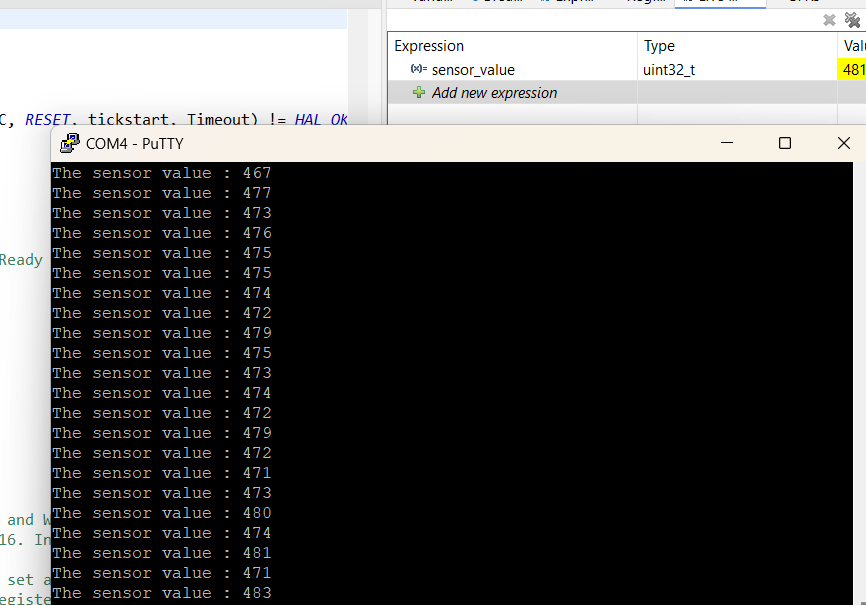 Expression Type Valu
(x)= sensor_value uint32_t 481
Add new expression
C, RESET, tickstart, Timeout) != HAL_OK
COM4 - PuTTY
The sensor value : 467
The sensor value : 477
The sensor value : 473
The sensor value : 476
Ready
The sensor value : 475
The sensor value : 475
The sensor value : 474
The sensor value : 472
The sensor value : 479
The sensor value : 475
The sensor value : 473
The sensor value : 474
The sensor value : 472
The sensor value : 479
The sensor value : 472
The sensor value : 471
The sensor value : 473
and W
The sensor value : 480
16. In
The sensor value : 474
The sensor value : 481
set a
The sensor value : 471
egiste
The sensor value : 483